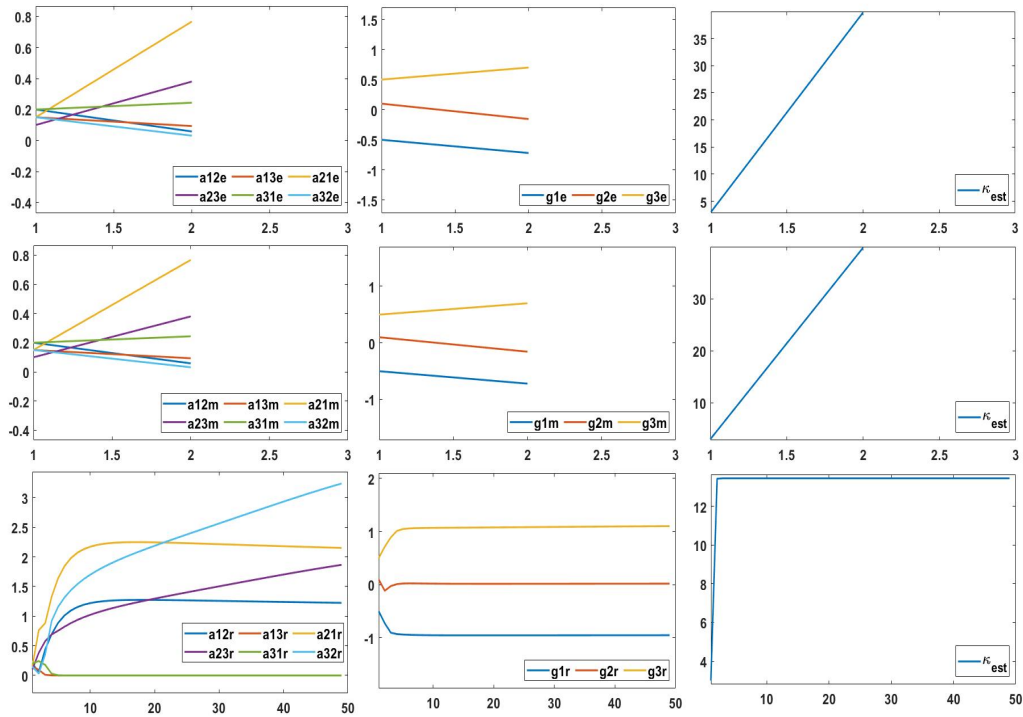 0.8
0.6
0.4
0.2
0
-0.2
-0.4
1 1.5 2 2.5 3
a12e a13e a21e
a23e a31e a32e
1.5
1
0.5
0
-0.5
-1
-1.5
1 1.5 2 2.5 3
g1e g2e g3e
35
30
25
20
15
10
5
1 1.5 2 2.5 3
κest
0.8
0.6
0.4
0.2
0
-0.2
-0.4
1 1.5 2 2.5 3
a12m a13m a21m
a23m a31m a32m
1
0
-1
1 1.5 2 2.5 3
g1m g2m g3m
30
20
10
1 1.5 2 2.5 3
κest
3
2.5
2
1.5
1
0.5
0
10 20 30 40 50
a12r a13r a21r
a23r a31r a32r
2
1
0
-1
10 20 30 40 50
g1r g2r g3r
12
10
8
6
4
10 20 30 40 50
κest